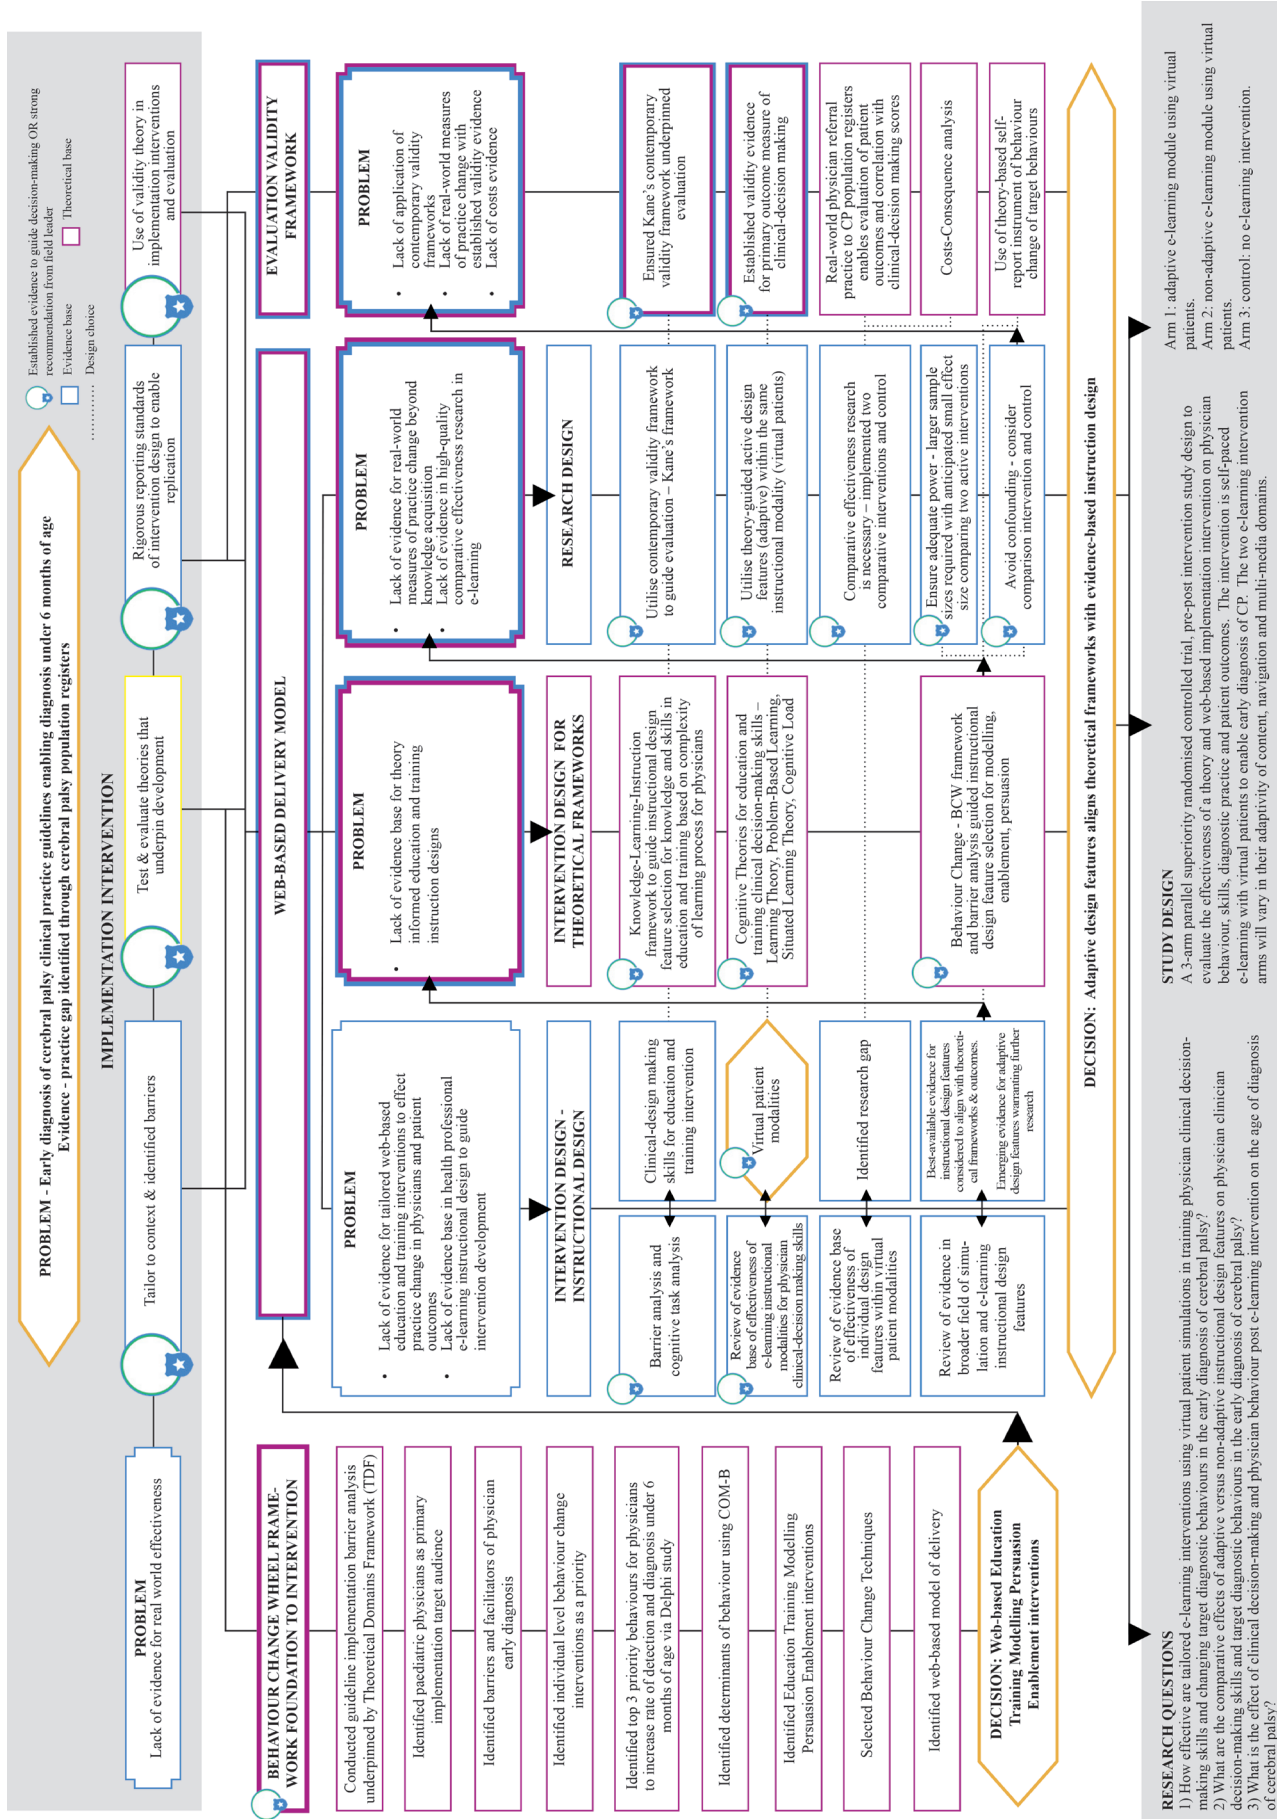 PROBLEM - Early diagnosis of cerebral palsy clinical practice guidelines enabling diagnosis under 6 months of age
Evidence - practice gap identified through cerebral palsy population registers
Established evidence to guide decision-making OR strong
recommendation from field leader
Evidence base
Theoretical base
Design choice
IMPLEMENTATION INTERVENTION
PROBLEM
Lack of evidence for real world effectiveness
Tailor to context & identified barriers
Test & evaluate theories that
underpin development
Rigorous reporting standards
of intervention design to enable
replication
Use of validity theory in
implementation interventions
and evaluation
BEHAVIOUR CHANGE WHEEL FRAME-
WORK FOUNDATION TO INTERVENTION
Conducted guideline implementation barrier analysis
underpinned by Theoretical Domains Framework (TDF)
Identified paediatric physicians as primary
implementation target audience
Identified barriers and facilitators of physician
early diagnosis
Identified individual level behaviour change
interventions as a priority
Identified top 3 priority behaviours for physicians
to increase rate of detection and diagnosis under 6
months of age via Delphi study
Identified determinants of behaviour using COM-B
Identified Education Training Modelling
Persuasion Enablement interventions
Selected Behaviour Change Techniques
Identified web-based model of delivery
DECISION: Web-based Education
Training Modelling Persuasion
Enablement interventions
WEB-BASED DELIVERY MODEL
PROBLEM
• Lack of evidence for tailored web-based
education and training interventions to effect
practice change in physicians and patient
outcomes
• Lack of evidence base in health professional
e-learning instructional design to guide
intervention development
INTERVENTION DESIGN -
INSTRUCTIONAL DESIGN
Barrier analysis and
cognitive task analysis
Clinical-design making
skills for education and
training intervention
Review of evidence
base of effectiveness of
e-learning instructional
modalities for physician
clinical-decision making skills
Virtual patient
modalities
Review of evidence base
of effectiveness of
individual design
features within virtual
patient modalities
Identified research gap
Review of evidence in
broader field of simu-
lation and e-learning
instructional design
features
Best-available evidence for
instructional design features
considered to align with theoreti-
cal frameworks & outcomes.
Emerging evidence for adaptive
design features warranting further
research
PROBLEM
• Lack of evidence base for theory
informed education and training
instruction designs
INTERVENTION DESIGN FOR
THEORETICAL FRAMEWORKS
Knowledge-Learning-Instruction
framework to guide instructional design
feature selection for knowledge and skills in
education and training based on complexity
of learning process for physicians
Cognitive Theories for education and
training clinical decision-making skills –
Learning Theory, Problem-Based Learning,
Situated Learning Theory, Cognitive Load
Behaviour Change - BCW framework
and barrier analysis guided instructional
design feature selection for modelling,
enablement, persuasion
PROBLEM
• Lack of evidence for real-world
measures of practice change beyond
knowledge acquisition
• Lack of evidence in high-quality
comparative effectiveness research in
e-learning
RESEARCH DESIGN
Utilise contemporary validity framework
to guide evaluation – Kane's framework
Utilise theory-guided active design
features (adaptive) within the same
instructional modality (virtual patients)
Comparative effectiveness research
is necessary – implemented two
comparative interventions and control
Ensure adequate power - larger sample
sizes required with anticipated small effect
size comparing two active interventions
Avoid confounding - consider
comparison intervention and control
EVALUATION VALIDITY
FRAMEWORK
PROBLEM
• Lack of application of
contemporary validity
frameworks
• Lack of real-world measures
of practice change with
established validity evidence
• Lack of costs evidence
Ensured Kane's contemporary
validity framework underpinned
evaluation
Established validity evidence
for primary outcome measure of
clinical-decision making
Real-world physician referral
practice to CP population registers
enables evaluation of patient
outcomes and correlation with
clinical-decision making scores
Costs-Consequence analysis
Use of theory-based self-
report instrument of behaviour
change of target behaviours
DECISION: Adaptive design features aligns theoretical frameworks with evidence-based instruction design
RESEARCH QUESTIONS
1) How effective are tailored e-learning interventions using virtual patient simulations in training physician clinical decision-
making skills and changing target diagnostic behaviours in the early diagnosis of cerebral palsy?
2) What are the comparative effects of adaptive versus non-adaptive instructional design features on physician clinician
decision-making skills and target diagnostic behaviours in the early diagnosis of cerebral palsy?
3) What is the effect of clinical decision-making and physician behaviour post e-learning intervention on the age of diagnosis
of cerebral palsy?
STUDY DESIGN
A 3-arm parallel superiority randomised controlled trial, pre-post intervention study design to
evaluate the effectiveness of a theory and web-based implementation intervention on physician
behaviour, skills, diagnostic practice and patient outcomes. The intervention is self-paced
e-learning with virtual patients to enable early diagnosis of CP. The two e-learning intervention
arms will vary in their adaptivity of content, navigation and multi-media domains.
Arm 1: adaptive e-learning module using virtual
patients.
Arm 2: non-adaptive e-learning module using virtual
patients.
Arm 3: control: no e-learning intervention.